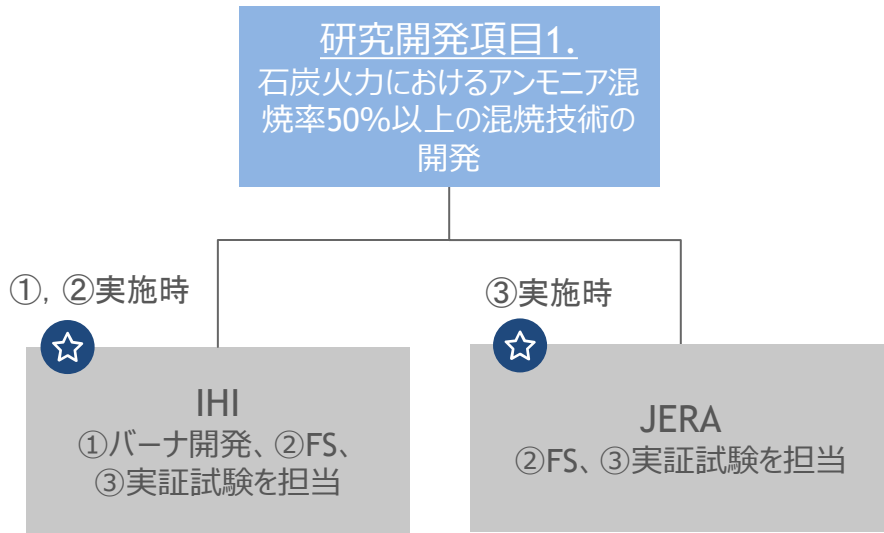 研究開発項目1.
石炭火力におけるアンモニア混
焼率50%以上の混焼技術の
開発
①, ②実施時
③実施時
IHI
①バーナ開発、②FS、
③実証試験を担当
JERA
②FS、③実証試験を担当